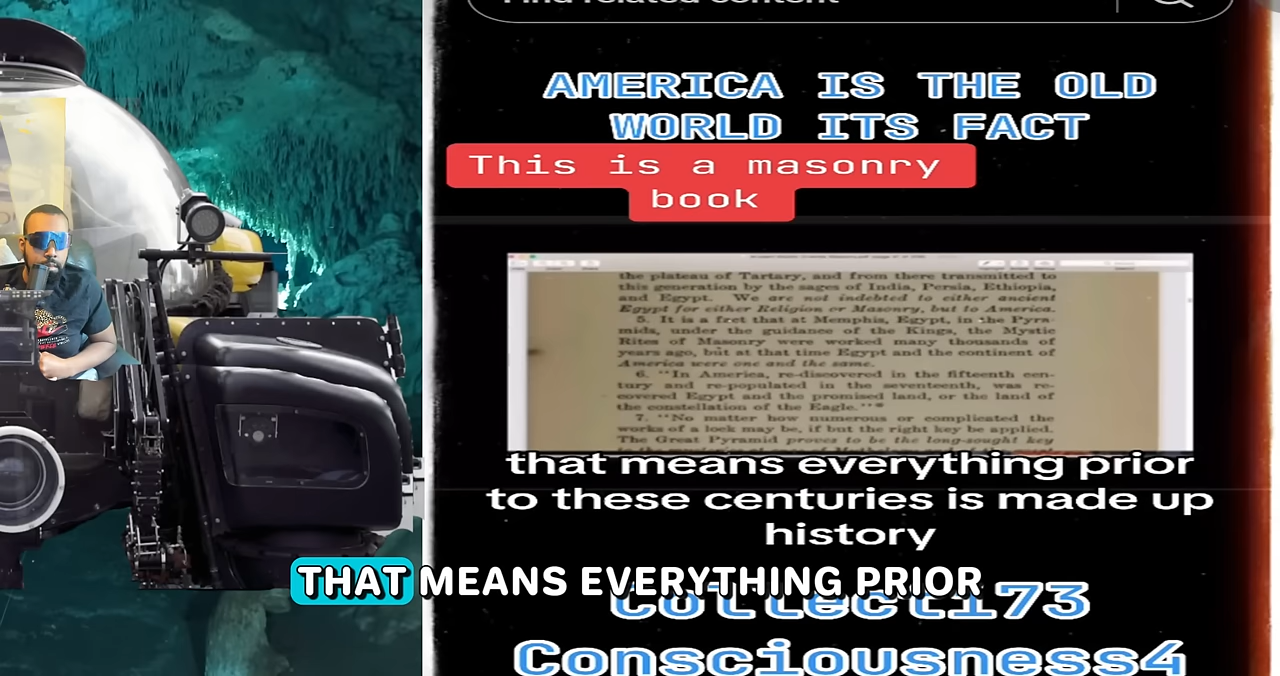 Find related content
AMERICA IS THE OLD
WORLD ITS FACT
This is a masonry
book
the plateau of Tartary, and from there transmitted to
this generation by the sages of India, Persia, Ethiopia,
and Egypt. We are not indebted to either ancient
Egypt for either Religion or Masonry, but to America.
5. It is a fact that at Memphis, Egypt, in the Pyra-
mids, under the guidance of the Kings, the Mystic
Rites of Masonry were worked many thousands of
years ago, but at that time Egypt and the continent of
America were one and the same.
6. "In America, re-discovered in the fifteenth cen-
tury and re-populated in the seventeenth, was re-
covered Egypt and the promised land, or the land of
the constellation of the Eagle."*
7. "No matter how numerous or complicated the
works of a lock may be, if but the right key be applied.
The Great Pyramid proves to be the long-sought key
that means everything prior
to these centuries is made up
history
THAT MEANS EVERYTHING PRIOR
Collect173
Consciousness4